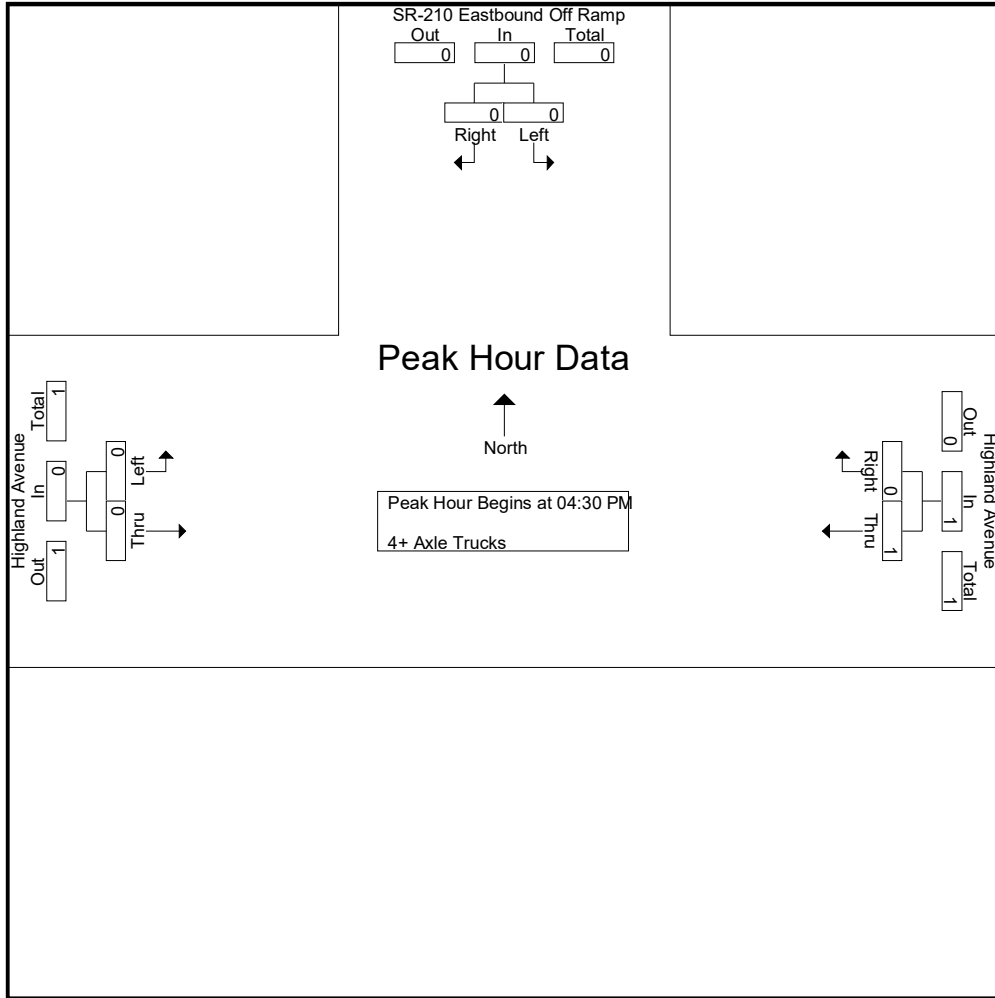 SR-210 Eastbound Off Ramp
Out In Total
0 0 0
0 0
Right Left
Peak Hour Data
North
Peak Hour Begins at 04:30 PM
4+ Axle Trucks
Highland Avenue
Out In Total
1 0 1
0 0
Thru Left
Highland Avenue
Out In Total
0 1 1
0 1
Right Thru